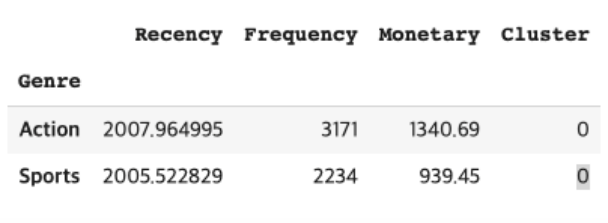 Recency Frequency Monetary Cluster
Genre
Action 2007.964995 3171 1340.69 0
Sports 2005.522829 2234 939.45 0